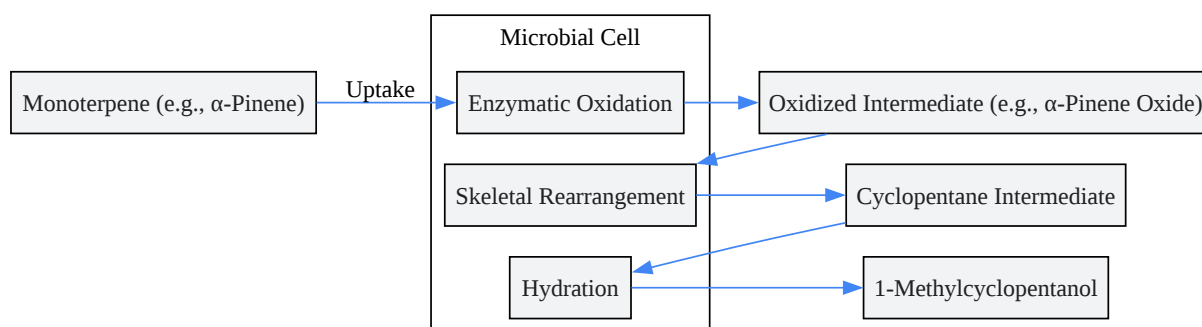 Microbial Cell
Monoterpene (e.g., α-Pinene)
Uptake
Enzymatic Oxidation
Oxidized Intermediate (e.g., α-Pinene Oxide)
Skeletal Rearrangement
Cyclopentane Intermediate
Hydration
1-Methylcyclopentanol